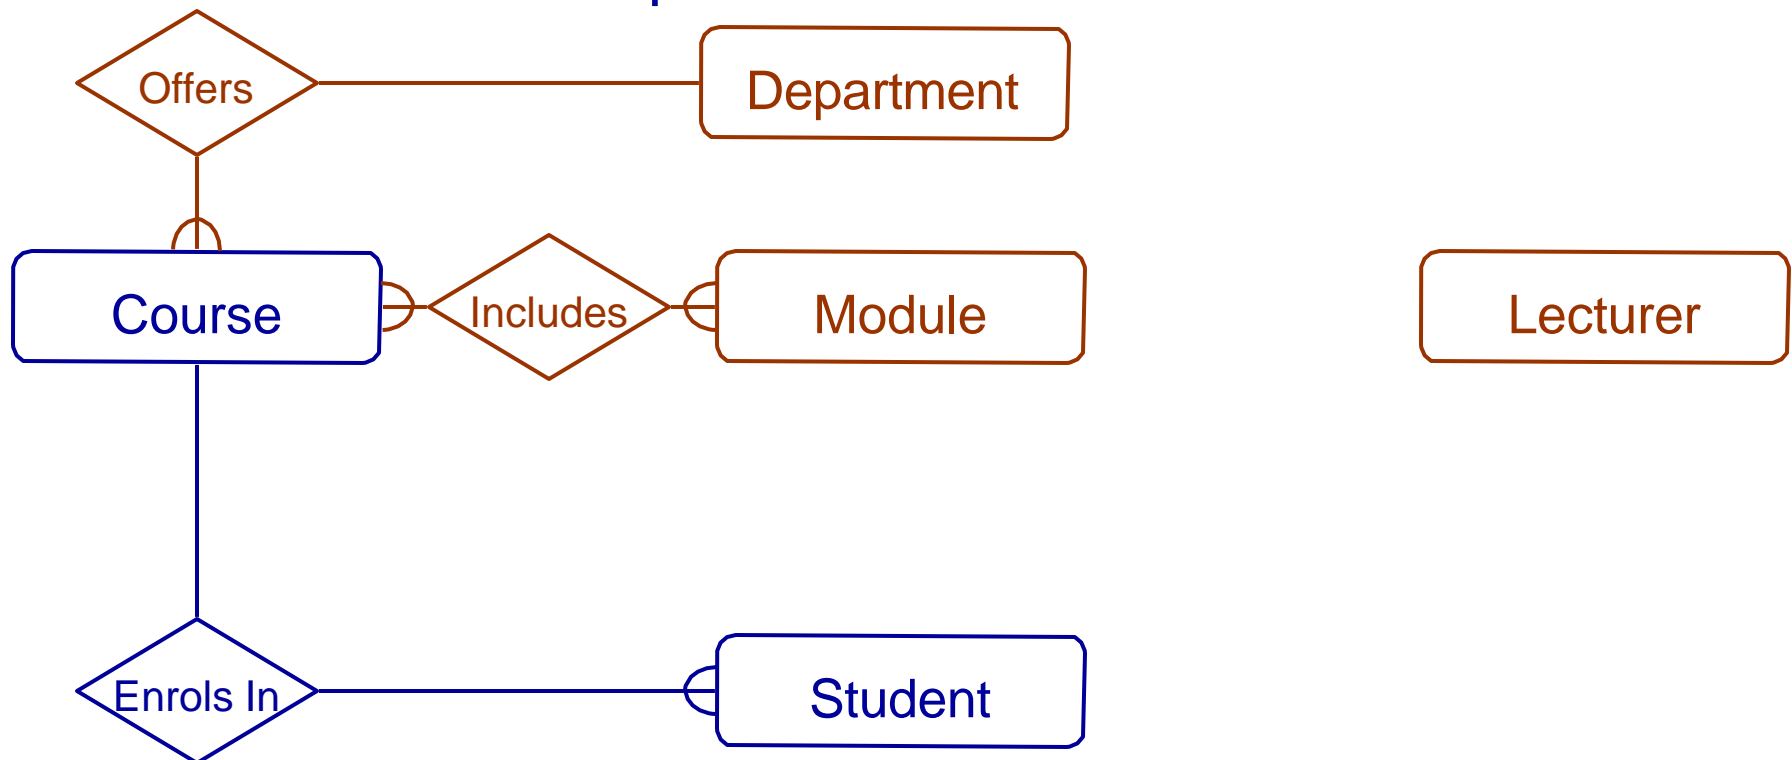 Offers
Department
Course
Includes
Module
Lecturer
Enrols In
Student